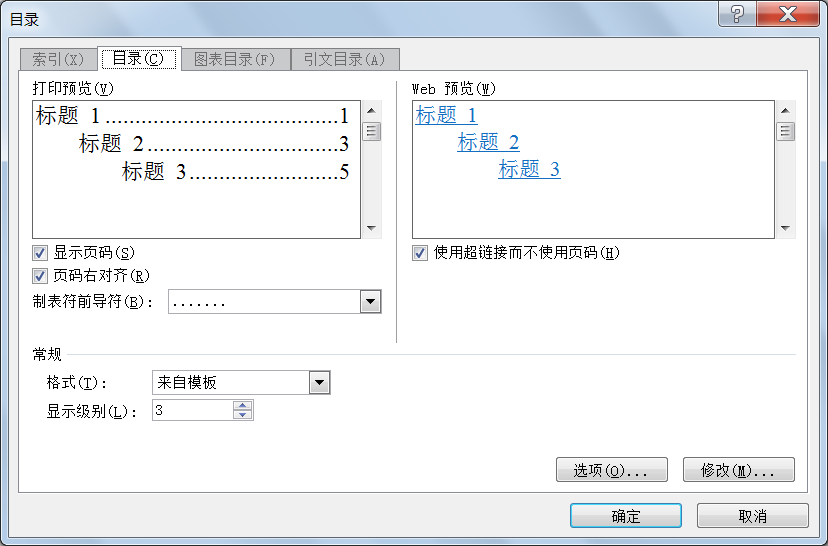 目录
索引(X) 目录(C) 图表目录(F) 引文目录(A)
打印预览(V)
标题 1......................................1
标题 2...............................3
标题 3........................5
显示页码(S)
页码右对齐(R)
制表符前导符(B): .......
Web 预览(W)
标题 1
标题 2
标题 3
使用超链接而不使用页码(H)
常规
格式(T): 来自模板
显示级别(L): 3
选项(O)... 修改(M)...
确定 取消